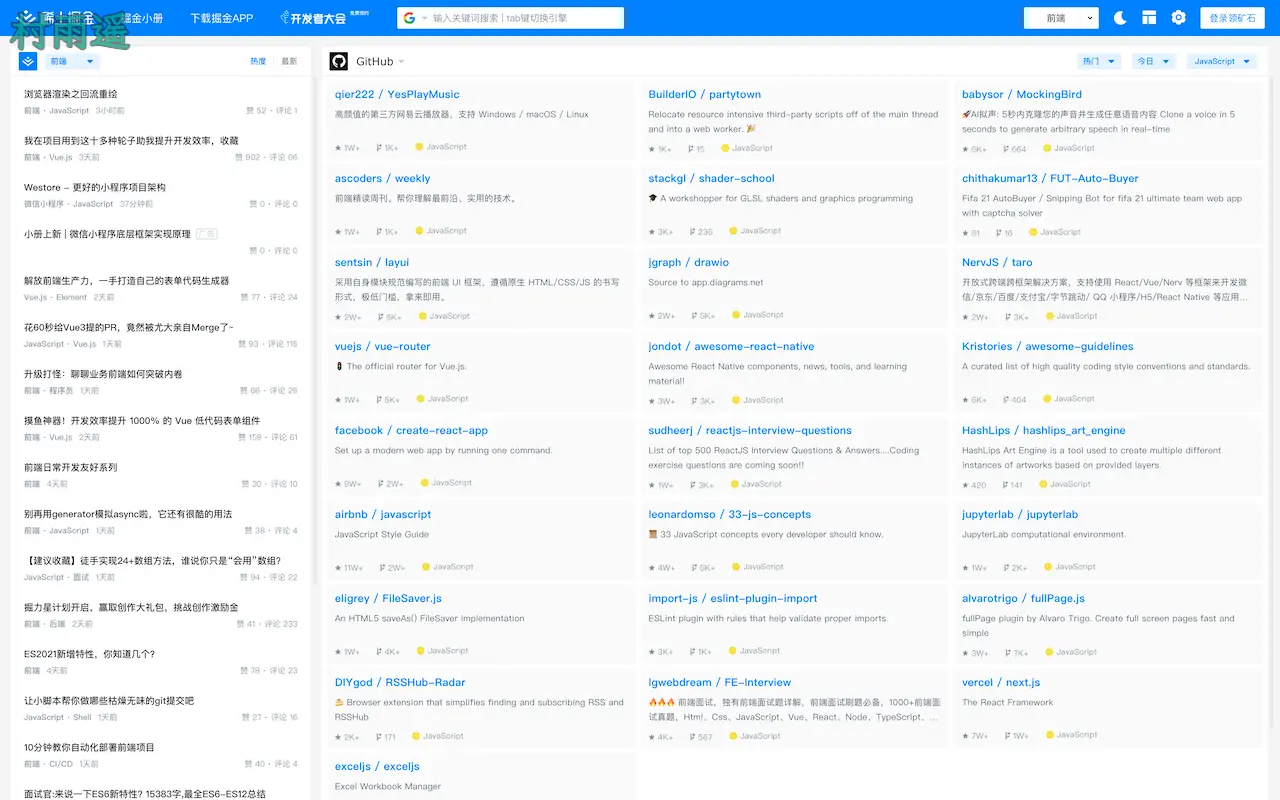 稀土掘金
村雨遥
掘金小册
下载掘金APP
开发者大会
免费预约
输入关键词搜索 | tab键切换引擎
前端
登录领矿石
前端
热度
最新
浏览器渲染之回流重绘
前端 · JavaScript 3小时前
赞 52 · 评论 1
我在项目用到这十多种轮子助我提升开发效率，收藏
前端 · Vue.js 3天前
赞 902 · 评论 66
Westore – 更好的小程序项目架构
微信小程序 · JavaScript 37分钟前
赞 0 · 评论 0
小册上新 | 微信小程序底层框架实现原理
广告
赞 0 · 评论 0
解放前端生产力，一手打造自己的表单代码生成器
Vue.js · Element 2天前
赞 77 · 评论 24
花60秒给Vue3提的PR，竟然被尤大亲自Merge了~
JavaScript · Vue.js 1天前
赞 93 · 评论 116
升级打怪：聊聊业务前端如何突破内卷
前端 · 程序员 1天前
赞 66 · 评论 26
摸鱼神器！开发效率提升 1000% 的 Vue 低代码表单组件
前端 · Vue.js 2天前
赞 159 · 评论 61
前端日常开发友好系列
前端 4天前
赞 30 · 评论 10
别再用generator模拟async啦，它还有很酷的用法
前端 · JavaScript 1天前
赞 38 · 评论 4
【建议收藏】徒手实现24+数组方法，谁说你只是“会用”数组?
JavaScript · 面试 1天前
赞 94 · 评论 22
掘力星计划开启，赢取创作大礼包，挑战创作激励金
前端 · 后端 2天前
赞 41 · 评论 233
ES2021新增特性，你知道几个?
前端 4天前
赞 78 · 评论 23
让小脚本帮你做哪些枯燥无味的git提交吧
JavaScript · Shell 1天前
赞 27 · 评论 16
10分钟教你自动化部署前端项目
前端 · CI/CD 1天前
赞 40 · 评论 4
面试官:来说一下ES6新特性? 15383字,最全ES6-ES12总结
GitHub
热门
今日
JavaScript
qier222 / YesPlayMusic
高颜值的第三方网易云播放器，支持 Windows / macOS / Linux
1W+ 1K+ JavaScript
BuilderIO / partytown
Relocate resource intensive third-party scripts off of the main thread
and into a web worker. 🎉
1K+ 15 JavaScript
babysor / MockingBird
🚀AI拟声: 5秒内克隆您的声音并生成任意语音内容 Clone a voice in 5
seconds to generate arbitrary speech in real-time
6K+ 664 JavaScript
ascoders / weekly
前端精读周刊。帮你理解最前沿、实用的技术。
1W+ 1K+ JavaScript
stackgl / shader-school
🎓 A workshopper for GLSL shaders and graphics programming
3K+ 236 JavaScript
chithakumar13 / FUT-Auto-Buyer
Fifa 21 AutoBuyer / Snipping Bot for fifa 21 ultimate team web app
with captcha solver
61 16 JavaScript
sentsin / layui
采用自身模块规范编写的前端 UI 框架，遵循原生 HTML/CSS/JS 的书写
形式，极低门槛，拿来即用。
2W+ 6K+ JavaScript
jgraph / drawio
Source to app.diagrams.net
2W+ 5K+ JavaScript
NervJS / taro
开放式跨端跨框架解决方案，支持使用 React/Vue/Nerv 等框架来开发微
信/京东/百度/支付宝/字节跳动/ QQ 小程序/H5/React Native 等应用...
2W+ 3K+ JavaScript
vuejs / vue-router
🚦 The official router for Vue.js.
1W+ 5K+ JavaScript
jondot / awesome-react-native
Awesome React Native components, news, tools, and learning
material!
3W+ 3K+ JavaScript
Kristories / awesome-guidelines
A curated list of high quality coding style conventions and standards.
6K+ 404 JavaScript
facebook / create-react-app
Set up a modern web app by running one command.
9W+ 2W+ JavaScript
sudheerj / reactjs-interview-questions
List of top 500 ReactJS Interview Questions & Answers....Coding
exercise questions are coming soon!!
1W+ 3K+ JavaScript
HashLips / hashlips_art_engine
HashLips Art Engine is a tool used to create multiple different
instances of artworks based on provided layers.
420 141 JavaScript
airbnb / javascript
JavaScript Style Guide
11W+ 2W+ JavaScript
leonardomso / 33-js-concepts
📜 33 JavaScript concepts every developer should know.
4W+ 5K+ JavaScript
jupyterlab / jupyterlab
JupyterLab computational environment.
1W+ 2K+ JavaScript
eligrey / FileSaver.js
An HTML5 saveAs() FileSaver implementation
1W+ 4K+ JavaScript
import-js / eslint-plugin-import
ESLint plugin with rules that help validate proper imports.
3K+ 1K+ JavaScript
alvarotrigo / fullPage.js
fullPage plugin by Alvaro Trigo. Create full screen pages fast and
simple
3W+ 7K+ JavaScript
DIYgod / RSSHub-Radar
🍰 Browser extension that simplifies finding and subscribing RSS and
RSSHub
2K+ 171 JavaScript
lgwebdream / FE-Interview
🔥🔥🔥 前端面试，独有前端面试题详解，前端面试刷题必备，1000+前端面
试真题，Html、Css、JavaScript、Vue、React、Node、TypeScript、...
4K+ 567 JavaScript
vercel / next.js
The React Framework
7W+ 1W+ JavaScript
exceljs / exceljs
Excel Workbook Manager